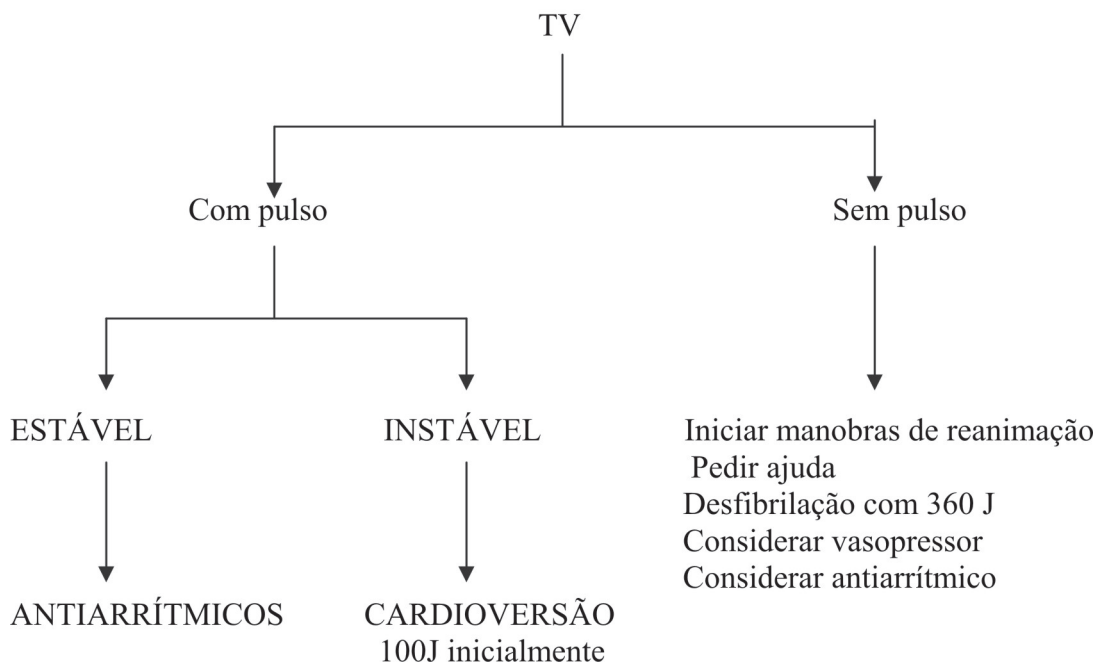 TV
Com pulso
Sem pulso
ESTÁVEL
INSTÁVEL
Iniciar manobras de reanimação
Pedir ajuda
Desfibrilação com 360 J
Considerar vasopressor
Considerar antiarrítmico
ANTIARRÍTMICOS
CARDIOVERSÃO
100J inicialmente